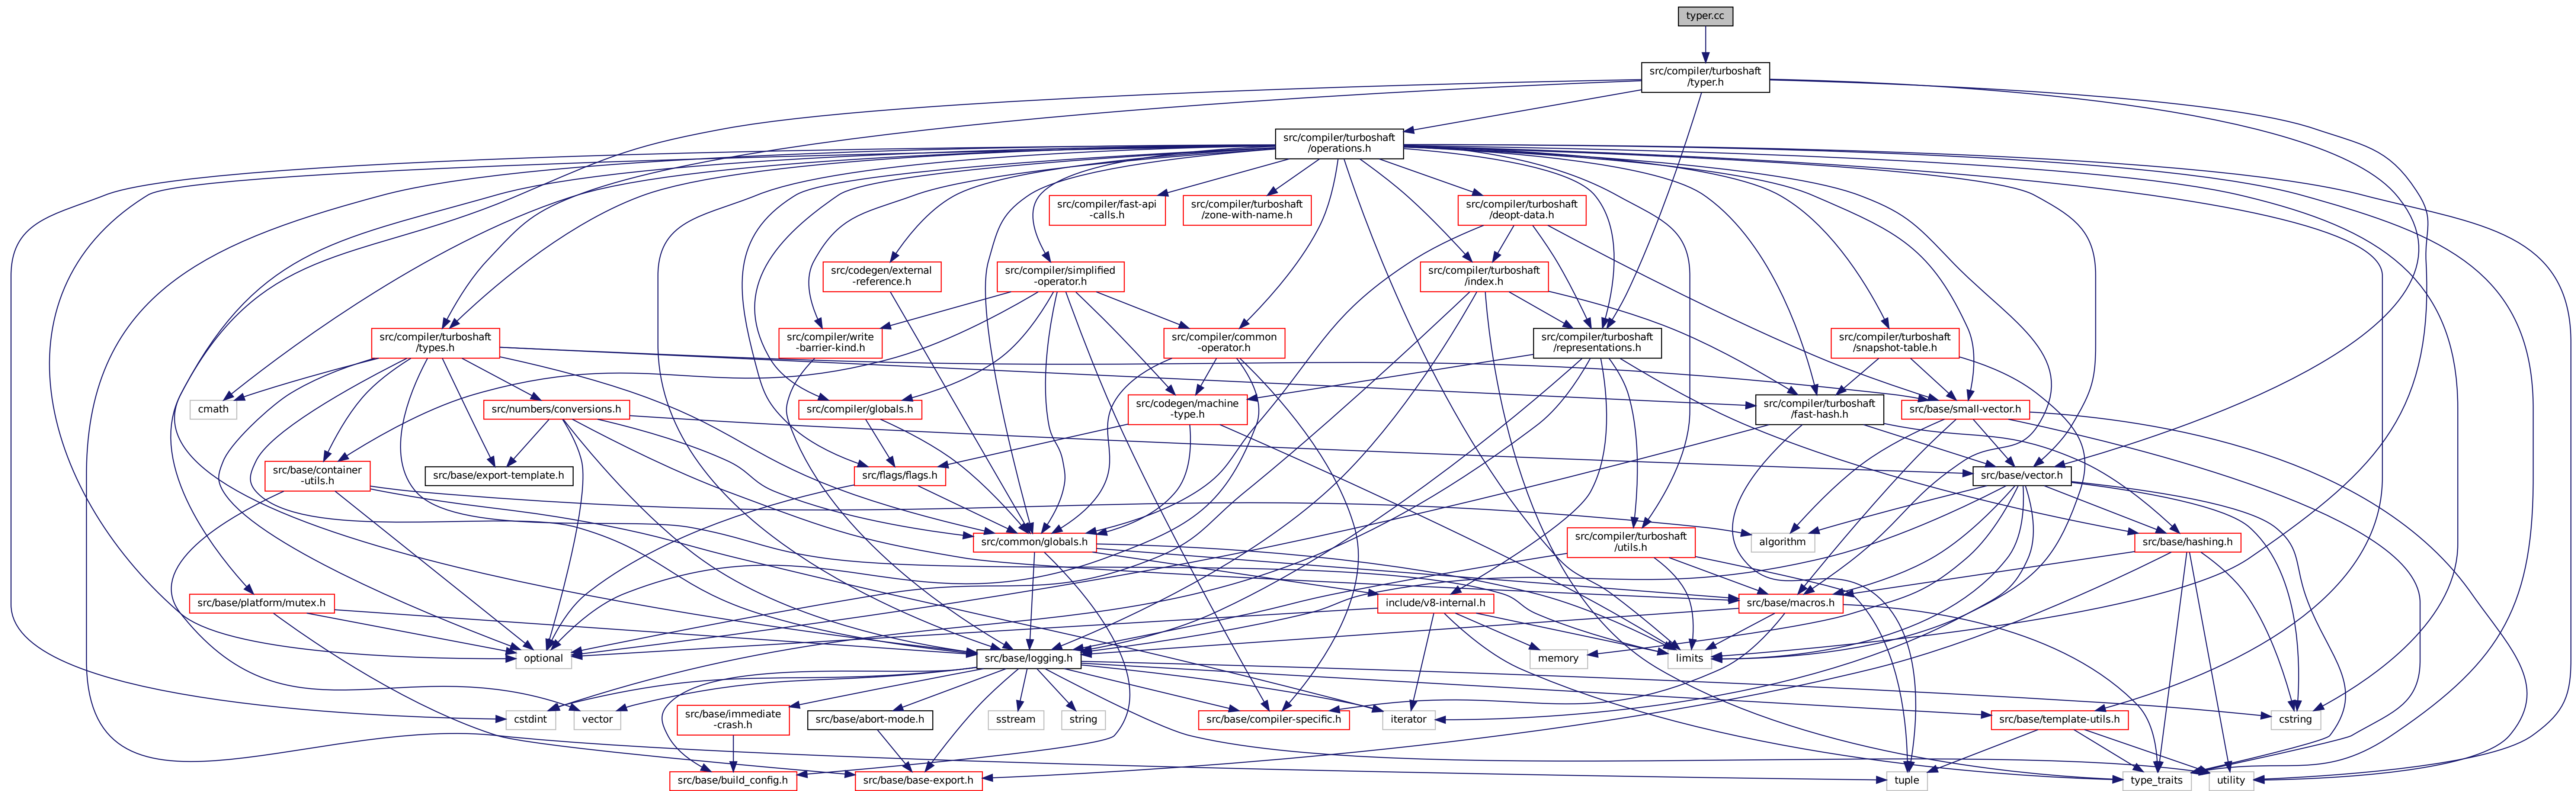 typer.cc
src/compiler/turboshaft
/typer.h
src/compiler/turboshaft
/operations.h
src/compiler/fast-api
-calls.h
src/compiler/turboshaft
/zone-with-name.h
src/compiler/turboshaft
/deopt-data.h
src/codegen/external
-reference.h
src/compiler/simplified
-operator.h
src/compiler/turboshaft
/index.h
src/compiler/turboshaft
/types.h
src/compiler/write
-barrier-kind.h
src/compiler/common
-operator.h
src/compiler/turboshaft
/representations.h
src/compiler/turboshaft
/snapshot-table.h
cmath
src/numbers/conversions.h
src/compiler/globals.h
src/codegen/machine
-type.h
src/compiler/turboshaft
/fast-hash.h
src/base/small-vector.h
src/base/container
-utils.h
src/base/export-template.h
src/flags/flags.h
src/base/vector.h
src/common/globals.h
src/compiler/turboshaft
/utils.h
algorithm
src/base/hashing.h
src/base/platform/mutex.h
include/v8-internal.h
src/base/macros.h
optional
src/base/logging.h
memory
limits
cstdint
vector
src/base/immediate
-crash.h
src/base/abort-mode.h
sstream
string
src/base/compiler-specific.h
iterator
src/base/template-utils.h
cstring
src/base/build_config.h
src/base/base-export.h
tuple
type_traits
utility